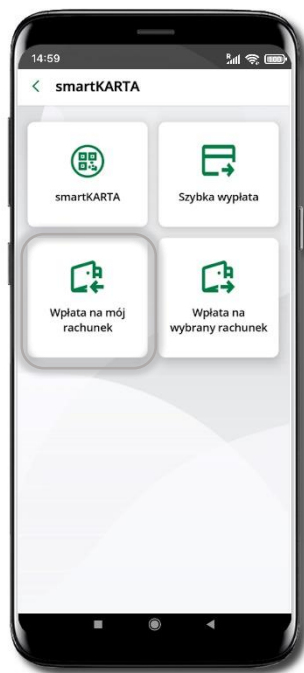 14:59
smartKARTA
smartKARTA
Szybka wypłata
Wpłata na mój
rachunek
Wpłata na
wybrany rachunek